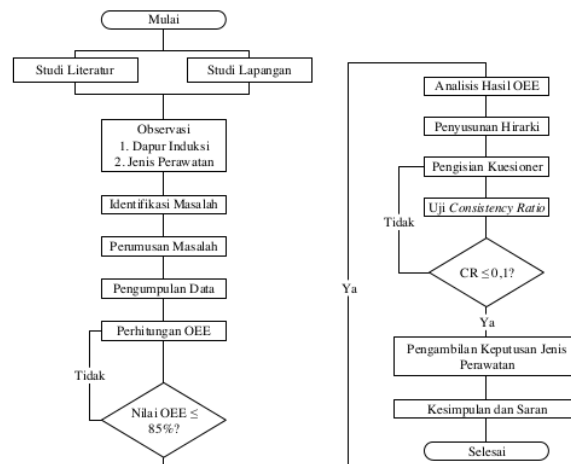 Mulai
Studi Literatur
Studi Lapangan
Observasi
1. Dapur Induksi
2. Jenis Perawatan
Identifikasi Masalah
Perumusan Masalah
Pengumpulan Data
Perhitungan OEE
Tidak
Nilai OEE ≤
85%?
Ya
Analisis Hasil OEE
Penyusunan Hirarki
Pengisian Kuesioner
Uji Consistency Ratio
Tidak
CR ≤ 0,1?
Ya
Pengambilan Keputusan Jenis
Perawatan
Kesimpulan dan Saran
Selesai